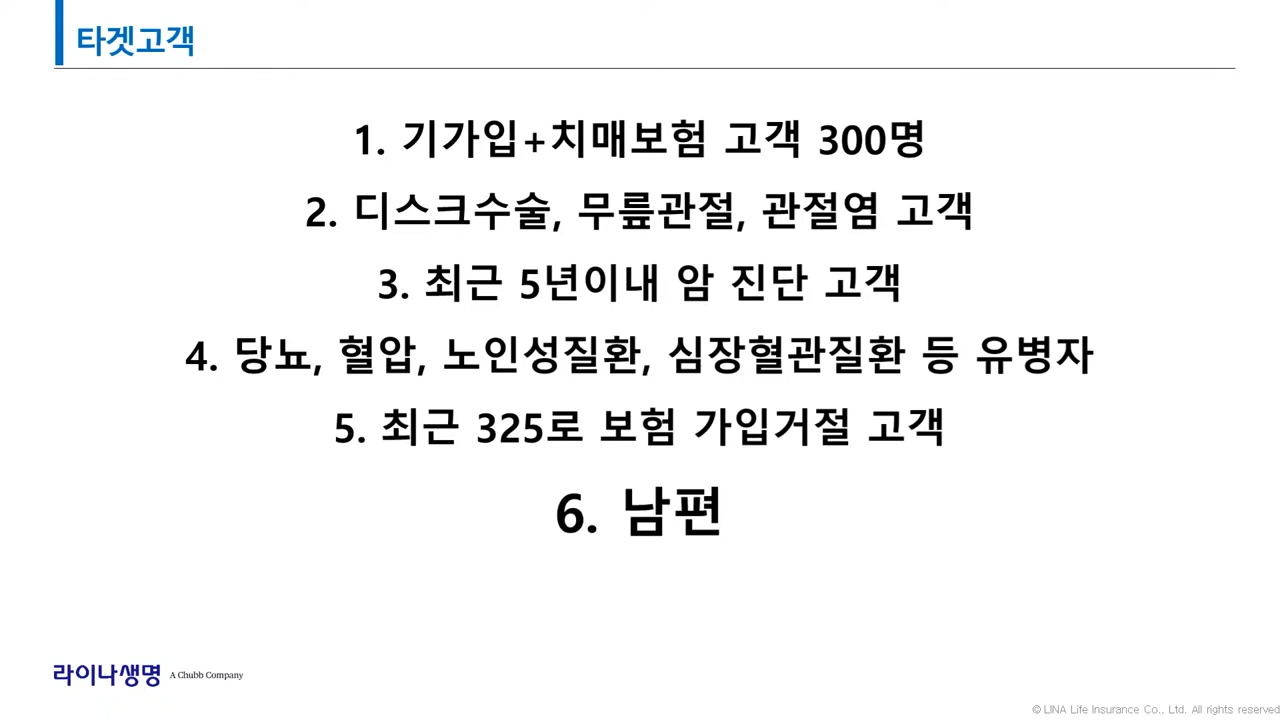 타겟고객
1. 기가입+치매보험 고객 300명
2. 디스크수술, 무릎관절, 관절염 고객
3. 최근 5년이내 암 진단 고객
4. 당뇨, 혈압, 노인성질환, 심장혈관질환 등 유병자
5. 최근 325로 보험 가입거절 고객
6. 남편
라이나생명 A Chubb Company
© LINA Life Insurance Co., Ltd. All rights reserved